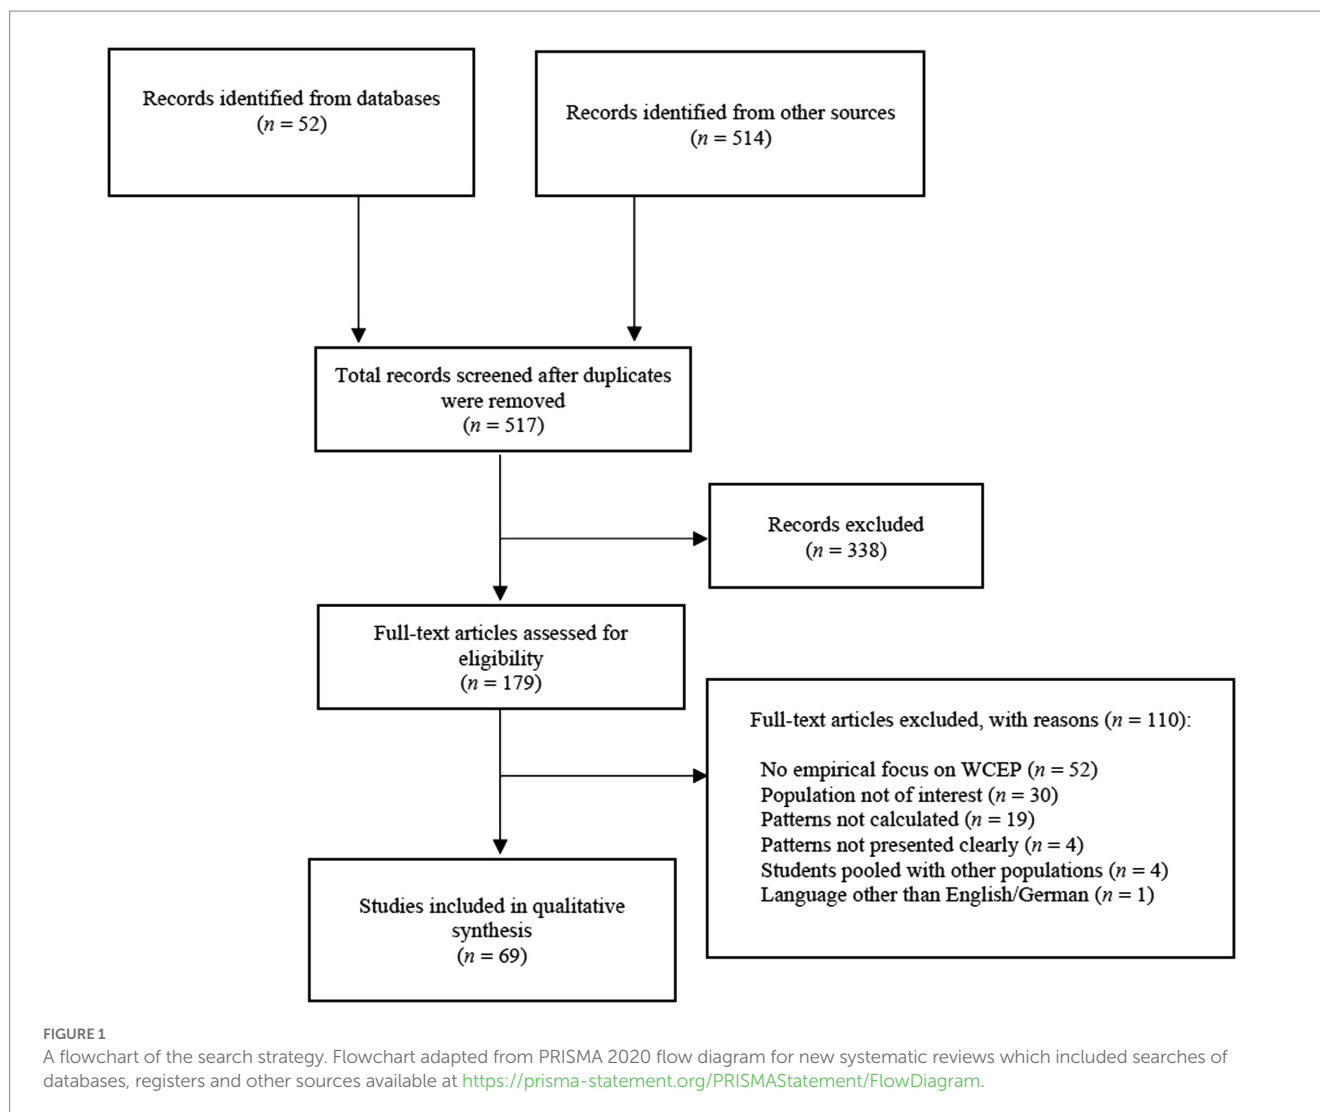 Records identified from databases
(n = 52)
Records identified from other sources
(n = 514)
Total records screened after duplicates
were removed
(n = 517)
Records excluded
(n = 338)
Full-text articles assessed for
eligibility
(n = 179)
Full-text articles excluded, with reasons (n = 110):
No empirical focus on WCEP (n = 52)
Population not of interest (n = 30)
Patterns not calculated (n = 19)
Patterns not presented clearly (n = 4)
Students pooled with other populations (n = 4)
Language other than English/German (n = 1)
Studies included in qualitative
synthesis
(n = 69)
FIGURE 1
A flowchart of the search strategy. Flowchart adapted from PRISMA 2020 flow diagram for new systematic reviews which included searches of
databases, registers and other sources available at https://prisma-statement.org/PRISMAStatement/FlowDiagram.